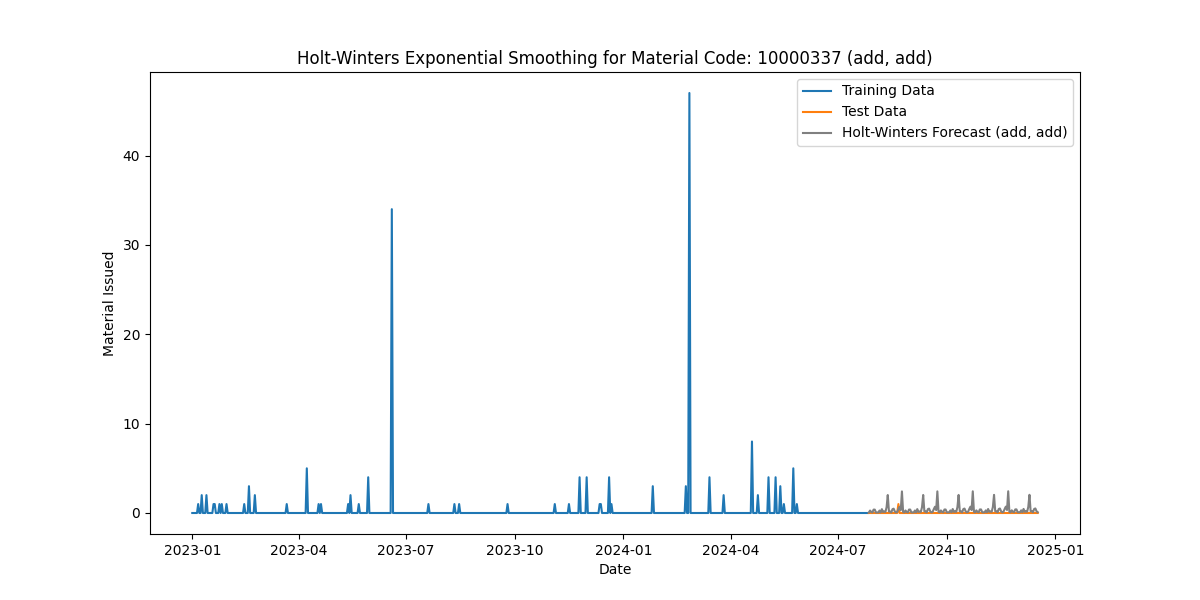 Holt-Winters Exponential Smoothing for Material Code: 10000337 (add, add)
Training Data
Test Data
Holt-Winters Forecast (add, add)
Material Issued
40
30
20
10
0
2023-01 2023-04 2023-07 2023-10 2024-01 2024-04 2024-07 2024-10 2025-01
Date